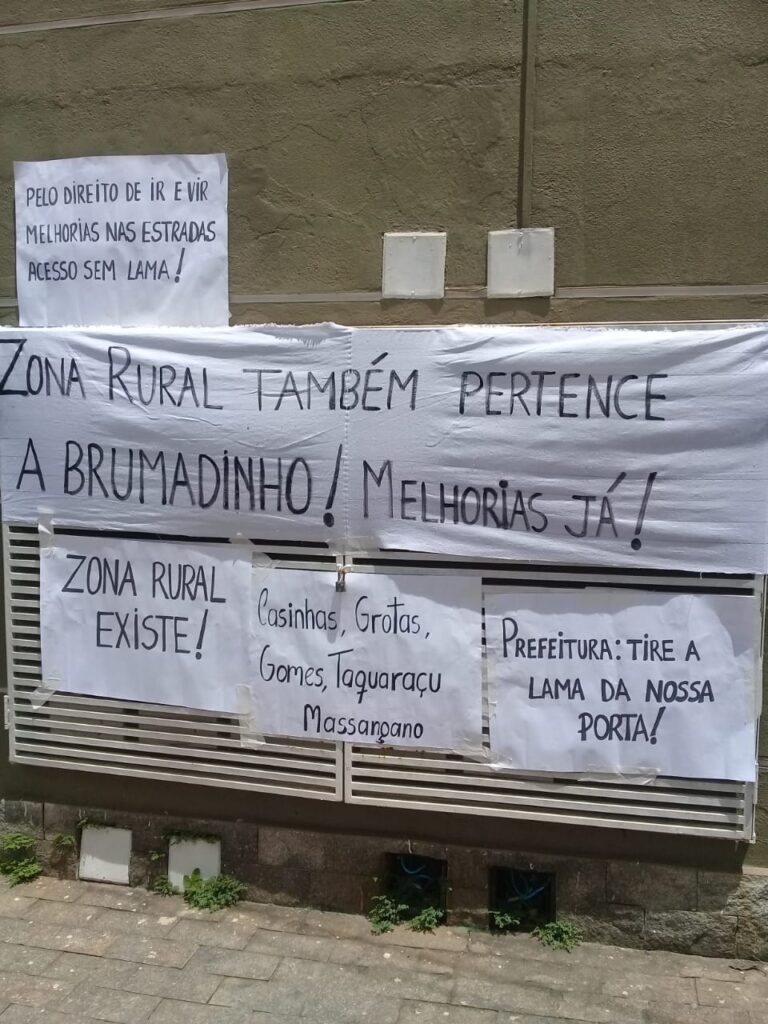 PELO DIREITO DE IR E VIR
MELHORIAS NAS ESTRADAS
ACESSO SEM LAMA!
ZONA RURAL TAMBÉM PERTENCE
A BRUMADINHO! MELHORIAS JÁ!
ZONA RURAL
EXISTE!
Casinhas, Grotas,
Gomes, Taquaraçu
Massangano
PREFEITURA: TIRE A
LAMA DA NOSSA
PORTA!